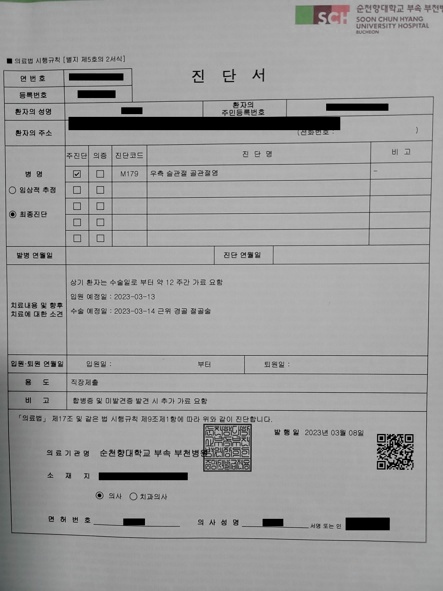 SCH 순천향대학교 부속 부천병
SOON CHUN HYANG
UNIVERSITY HOSPITAL
BUCHEON
■ 의료법 시행규칙 [별지 제5호의 2서식]
연 번 호
진 단 서
등록번호
환자의 성명
환자의
주민등록번호
환자의 주소
(전화번호 : )
병 명
○ 임상적 추정
◉ 최종진단
주진단 의증 진단코드 진 단 명 비 고
☑ ☐ M179 우측 슬관절 골관절염 -
☐ ☐
☐ ☐
☐ ☐
☐ ☐
발병 연월일 진단 연월일
치료내용 및 향후
치료에 대한 소견
상기 환자는 수술일로 부터 약 12 주간 가료 요함
입원 예정일 : 2023-03-13
수술 예정일 : 2023-03-14 근위 경골 절골술
입원·퇴원 연월일 입원일 : 부터 퇴원일 :
용 도 직장제출
비 고 합병증 및 미발견증 발견 시 추가 가료 요함
「의료법」 제17조 및 같은 법 시행규칙 제9조제1항에 따라 위와 같이 진단합니다.
발 행 일 2023년 03월 08일
의료기관명 순천향대학교 부속 부천병원
소 재 지
◉ 의사 ○ 치과의사
면 허 번 호 의 사 성 명 서명 또는 인